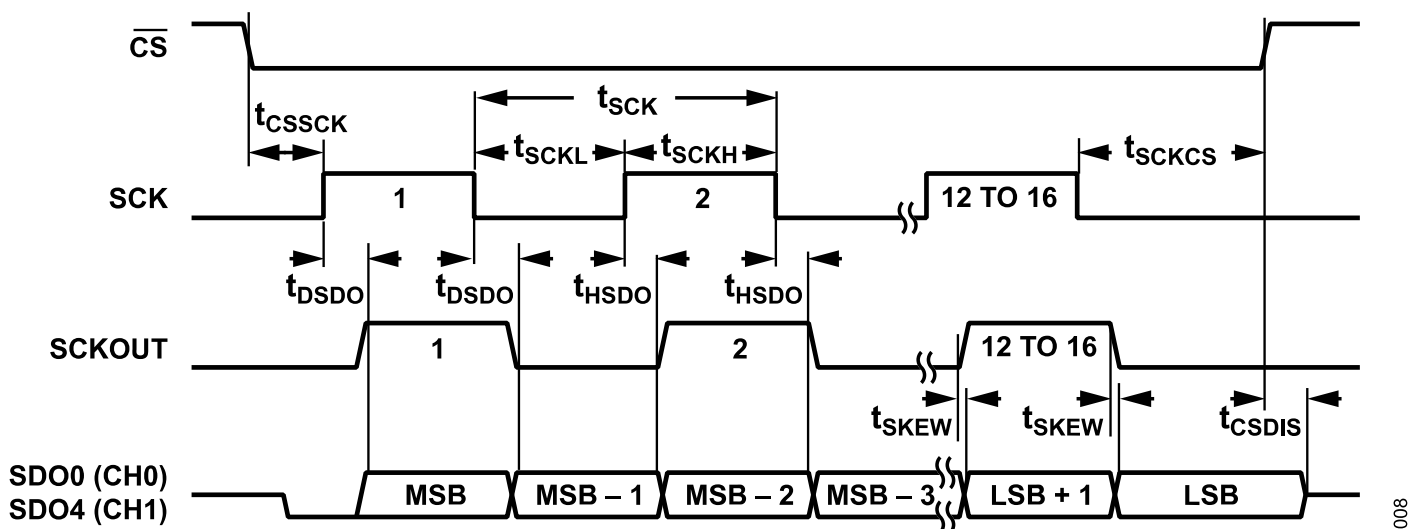 CS
tSCK
tCSSCK
tSCKL
tSCKH
tSCKCS
SCK
1
2
12 TO 16
tDSDO
tDSDO
tHSDO
tHSDO
SCKOUT
1
2
12 TO 16
tSKEW
tSKEW
tCSDIS
SDO0 (CH0)
SDO4 (CH1)
MSB
MSB – 1
MSB – 2
MSB – 3
LSB + 1
LSB
008